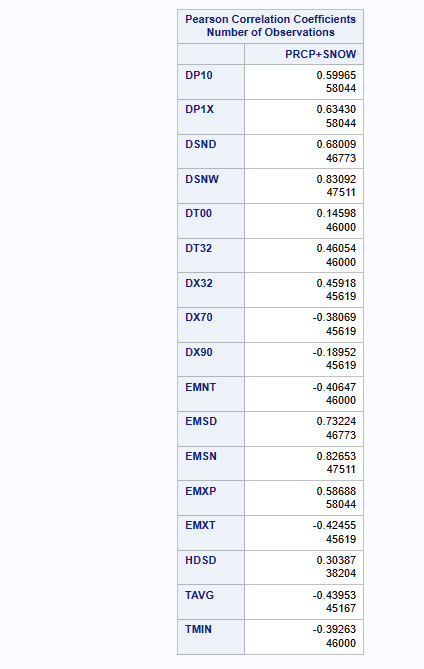 Pearson Correlation Coefficients
Number of Observations
PRCP+SNOW
DP10 0.59965
58044
DP1X 0.63430
58044
DSND 0.68009
46773
DSNW 0.83092
47511
DT00 0.14598
46000
DT32 0.46054
46000
DX32 0.45918
45619
DX70 -0.38069
45619
DX90 -0.18952
45619
EMNT -0.40647
46000
EMSD 0.73224
46773
EMSN 0.82653
47511
EMXP 0.58688
58044
EMXT -0.42455
45619
HDSD 0.30387
38204
TAVG -0.43953
45167
TMIN -0.39263
46000